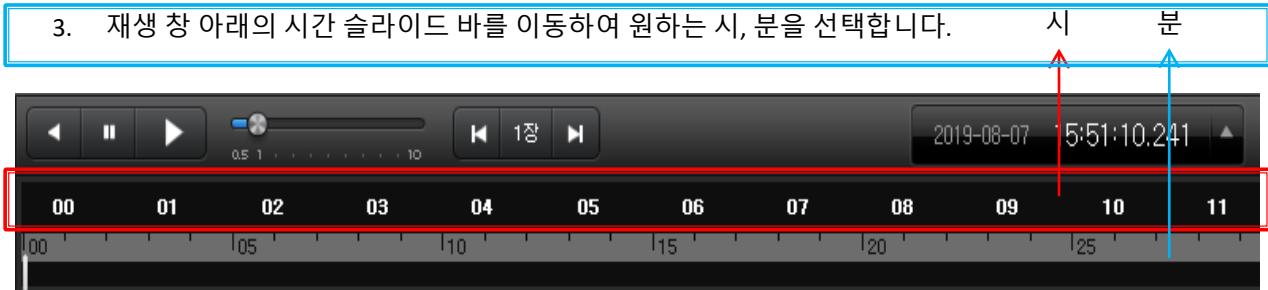 3. 재생 창 아래의 시간 슬라이드 바를 이동하여 원하는 시, 분을 선택합니다. 시 분
0.5 1 10 1장 2019-08-07 15:51:10.241
00 01 02 03 04 05 06 07 08 09 10 11
00 05 10 15 20 25